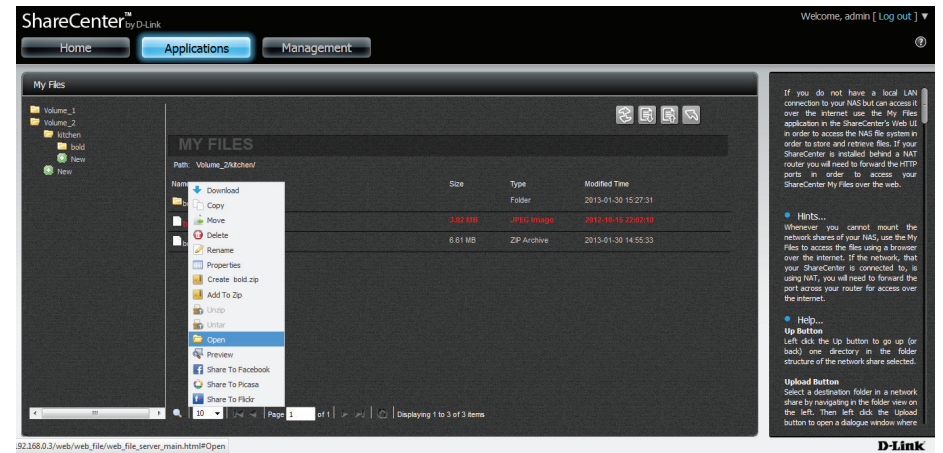 ShareCenter™ by D-Link
Welcome, admin [ Log out ] ▼
Home
Applications
Management
My Files
Volume_1
Volume_2
kitchen
bold
New
New
MY FILES
Path: Volume_2/kitchen/
Size Type Modified Time
Folder 2013-01-30 15:27:31
3.02 MB JPEG Image 2012-10-15 22:02:10
6.61 MB ZIP Archive 2013-01-30 14:55:33
Download
Copy
Move
Delete
Rename
Properties
Create bold.zip
Add To Zip
Unzip
Untar
Open
Preview
Share To Facebook
Share To Picasa
Share To Flickr
10 Page 1 of 1 Displaying 1 to 3 of 3 items
If you do not have a local LAN
connection to your NAS but can access it
over the internet use the My Files
application in the ShareCenter's Web UI
in order to access the NAS file system in
order to store and retrieve files. If your
ShareCenter is installed behind a NAT
router you will need to forward the HTTP
ports in order to access your
ShareCenter My Files over the web.
Hints...
Whenever you cannot mount the
network shares of your NAS, use the My
Files to access the files using a browser
over the internet. If the network, that
your ShareCenter is connected to, is
using NAT, you will need to forward the
port across your router for access over
the internet.
Help...
Up Button
Left click the Up button to go up (or
back) one directory in the folder
structure of the network share selected.
Upload Button
Select a destination folder in a network
share by navigating in the folder view on
the left. Then left click the Upload
button to open a dialogue window where
92.168.0.3/web/web_file/web_file_server_main.html#Open
D-Link